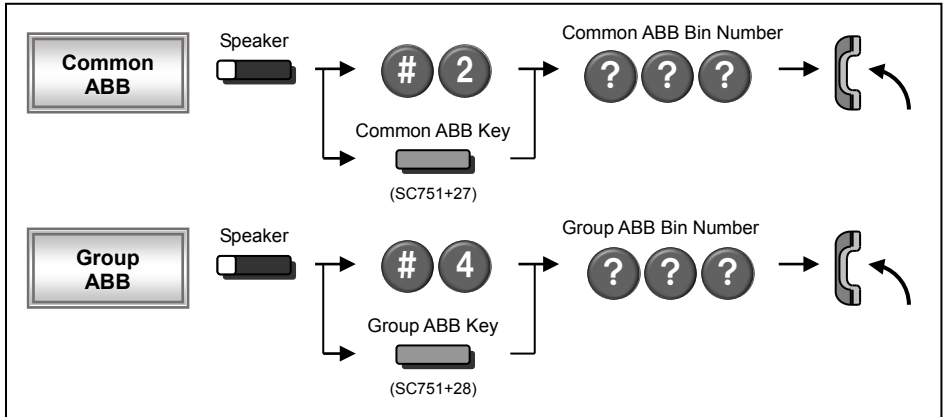 Common
ABB
Speaker
# 2
Common ABB Key
(SC751+27)
Common ABB Bin Number
? ? ?
Group
ABB
Speaker
# 4
Group ABB Key
(SC751+28)
Group ABB Bin Number
? ? ?